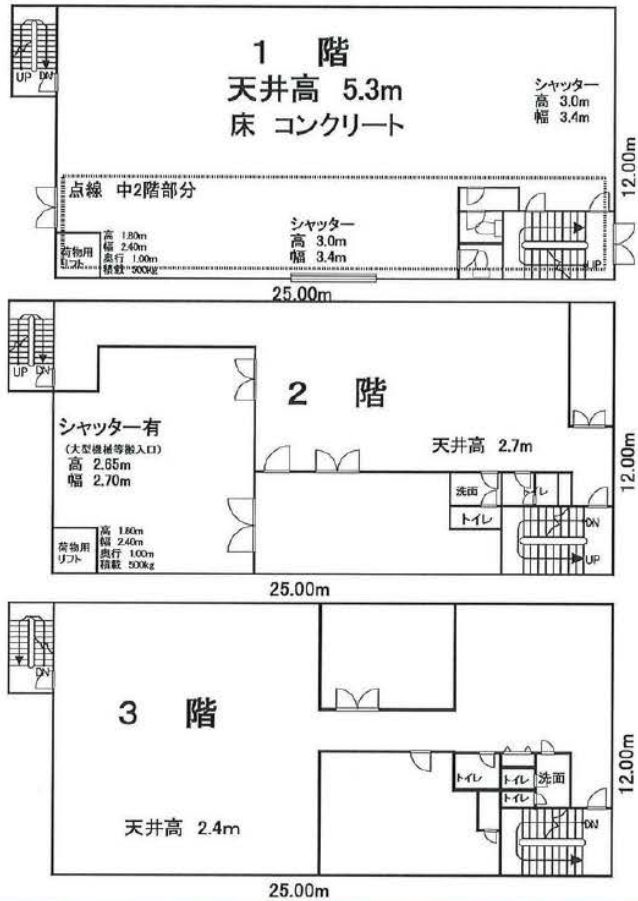 1 階
天井高 5.3m
床 コンクリート
シャッター
高 3.0m
幅 3.4m
UP DN
点線 中2階部分
シャッター
高 3.0m
幅 3.4m
高 1.80m
幅 2.40m
奥行 1.00m
積載 500kg
荷物用
リフト
UP
12.00m
25.00m
UP DN
2 階
天井高 2.7m
シャッター有
(大型機械等搬入口)
高 2.65m
幅 2.70m
洗面
トイレ
トイレ
高 1.80m
幅 2.40m
奥行 1.00m
積載 500kg
荷物用
リフト
DN
UP
12.00m
25.00m
DN
3 階
天井高 2.4m
トイレ
トイレ
洗面
トイレ
DN
12.00m
25.00m